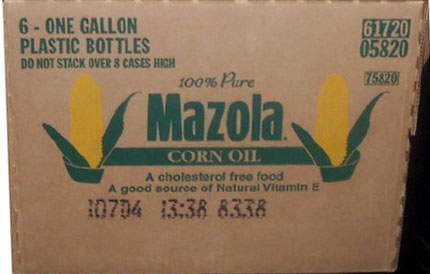 6 - ONE GALLON
PLASTIC BOTTLES
DO NOT STACK OVER 8 CASES HIGH
61720
05820
75820
100% Pure
Mazola.
CORN OIL
A cholesterol free food
A good source of Natural Vitamin E
107D4 13:38 8338